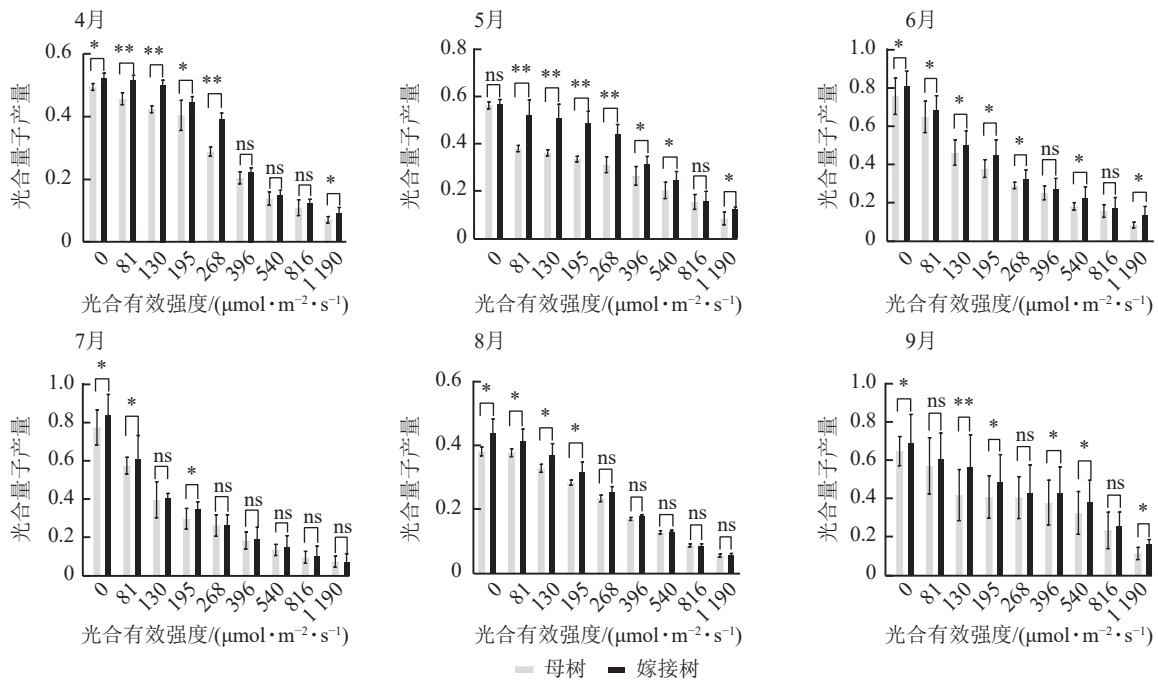 4月
光合量子产量
0.6
0.4
0.2
0
* ** ** * ** ns ns ns *
0 81 130 195 268 396 540 816 1 190
光合有效强度/(μmol·m⁻²·s⁻¹)
5月
光合量子产量
0.8
0.6
0.4
0.2
0
ns ** ** ** ** * * ns *
0 81 130 195 268 396 540 816 1 190
光合有效强度/(μmol·m⁻²·s⁻¹)
6月
光合量子产量
1.0
0.8
0.6
0.4
0.2
0
* * * * * ns * ns *
0 81 130 195 268 396 540 816 1 190
光合有效强度/(μmol·m⁻²·s⁻¹)
7月
光合量子产量
1.0
0.8
0.6
0.4
0.2
0
* * ns * ns ns ns ns ns
0 81 130 195 268 396 540 816 1 190
光合有效强度/(μmol·m⁻²·s⁻¹)
8月
光合量子产量
0.6
0.4
0.2
0
* * * * ns ns ns ns ns
0 81 130 195 268 396 540 816 1 190
光合有效强度/(μmol·m⁻²·s⁻¹)
9月
光合量子产量
1.0
0.8
0.6
0.4
0.2
0
* ns ** * ns * * ns *
0 81 130 195 268 396 540 816 1 190
光合有效强度/(μmol·m⁻²·s⁻¹)
母树 嫁接树